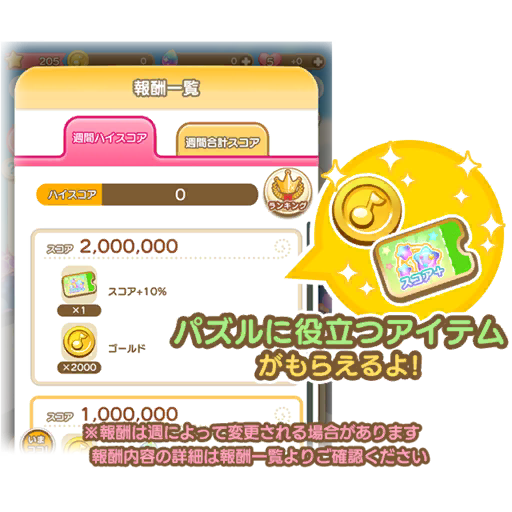 205
0
0
5
+0
報酬一覧
週間ハイスコア
週間合計スコア
ハイスコア
0
ランキング
スコア 2,000,000
スコア+10%
×1
ゴールド
×2000
スコア+
パズルに役立つアイテム
がもらえるよ!
スコア 1,000,000
いま
※報酬は週によって変更される場合があります
報酬内容の詳細は報酬一覧よりご確認ください